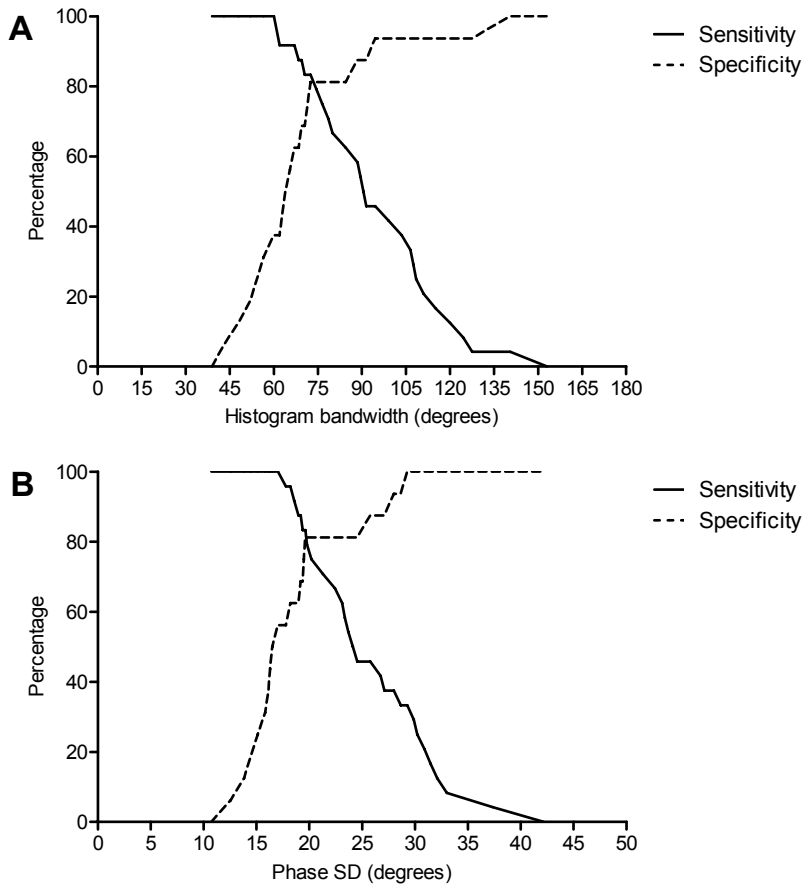 A
Percentage
100
80
60
40
20
0
0 15 30 45 60 75 90 105 120 135 150 165 180
Histogram bandwidth (degrees)
Sensitivity
Specificity
B
Percentage
100
80
60
40
20
0
0 5 10 15 20 25 30 35 40 45 50
Phase SD (degrees)
Sensitivity
Specificity